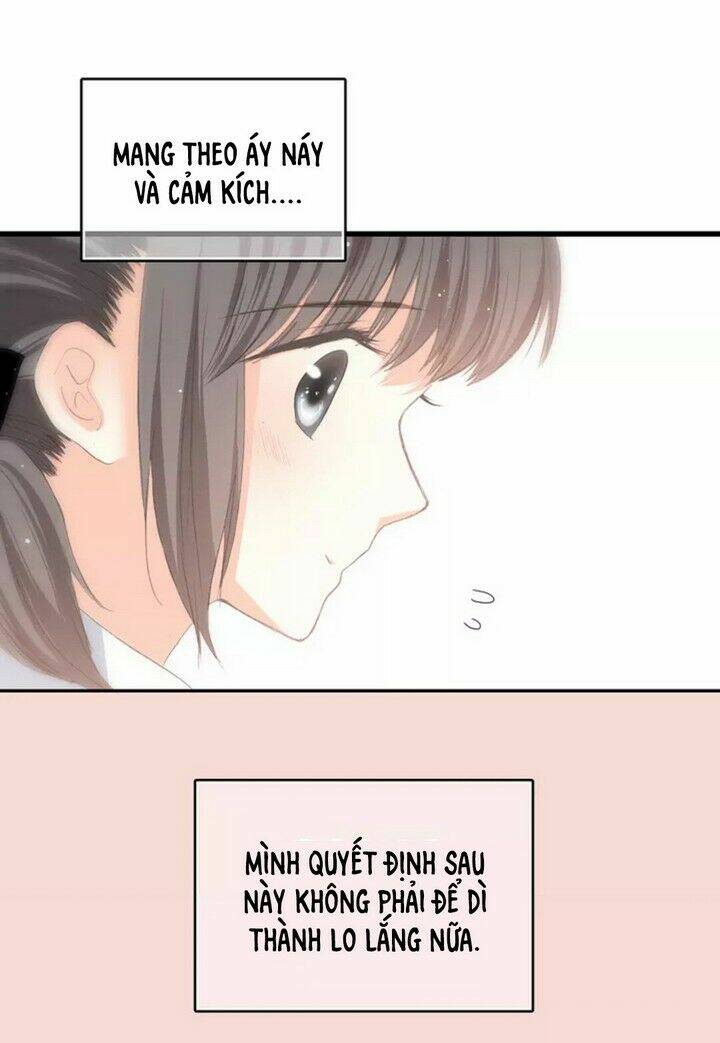 MANG THEO ÁY NÁY
VÀ CẢM KÍCH....
MÌNH QUYẾT ĐỊNH SAU
NÀY KHÔNG PHẢI ĐỂ DÌ
THÀNH LO LẮNG NỮA.